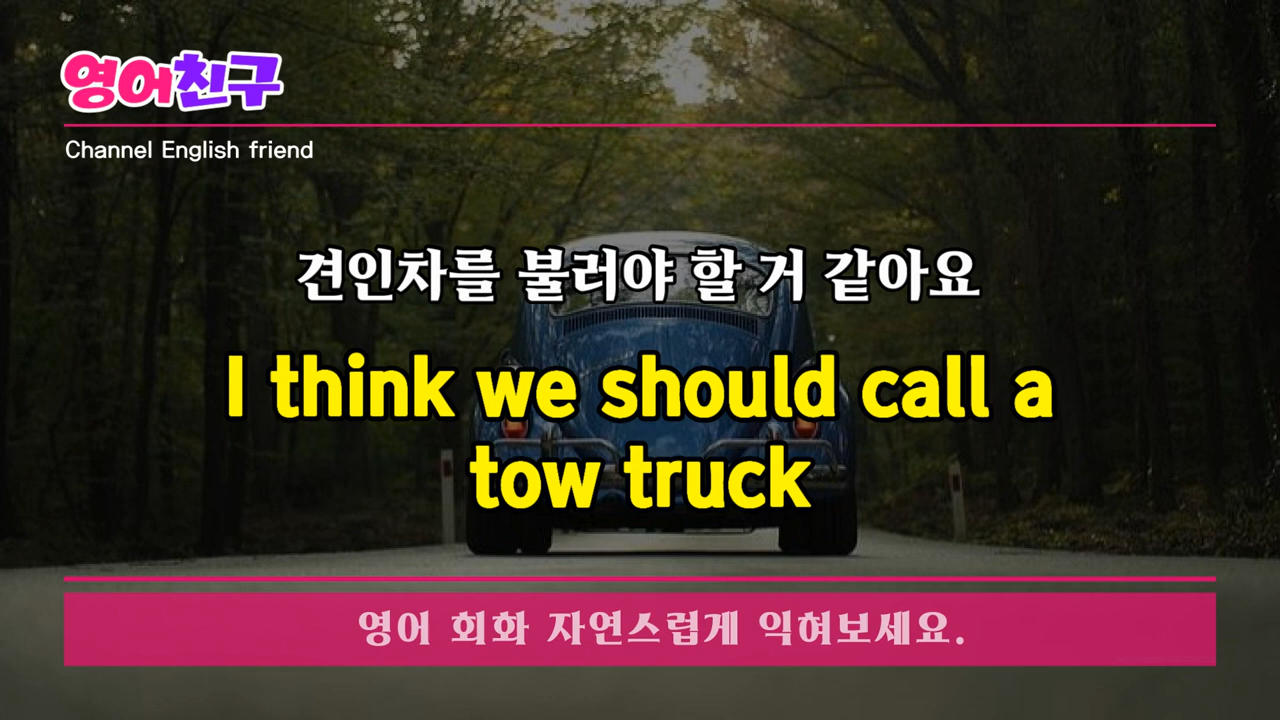 영어친구
Channel English friend
견인차를 불러야 할 거 같아요
I think we should call a
tow truck
영어 회화 자연스럽게 익혀보세요.